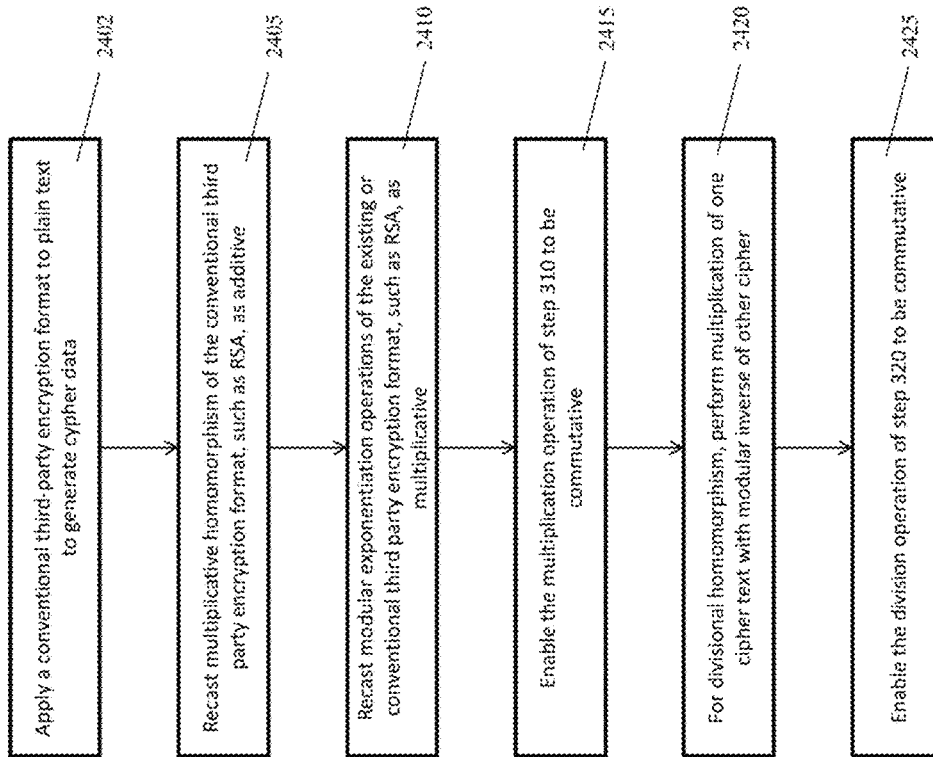 Apply a conventional third-party encryption format to plain text
to generate cypher data
2402
Recast multiplicative homomorphism of the conventional third
party encryption format, such as RSA, as additive
2405
Recast modular exponentiation operations of the existing or
conventional third party encryption format, such as RSA, as
multiplicative
2410
Enable the multiplication operation of step 310 to be
commutative
2415
For divisional homomorphism, perform multiplication of one
cipher text with modular inverse of other cipher
2420
Enable the division operation of step 320 to be commutative
2425